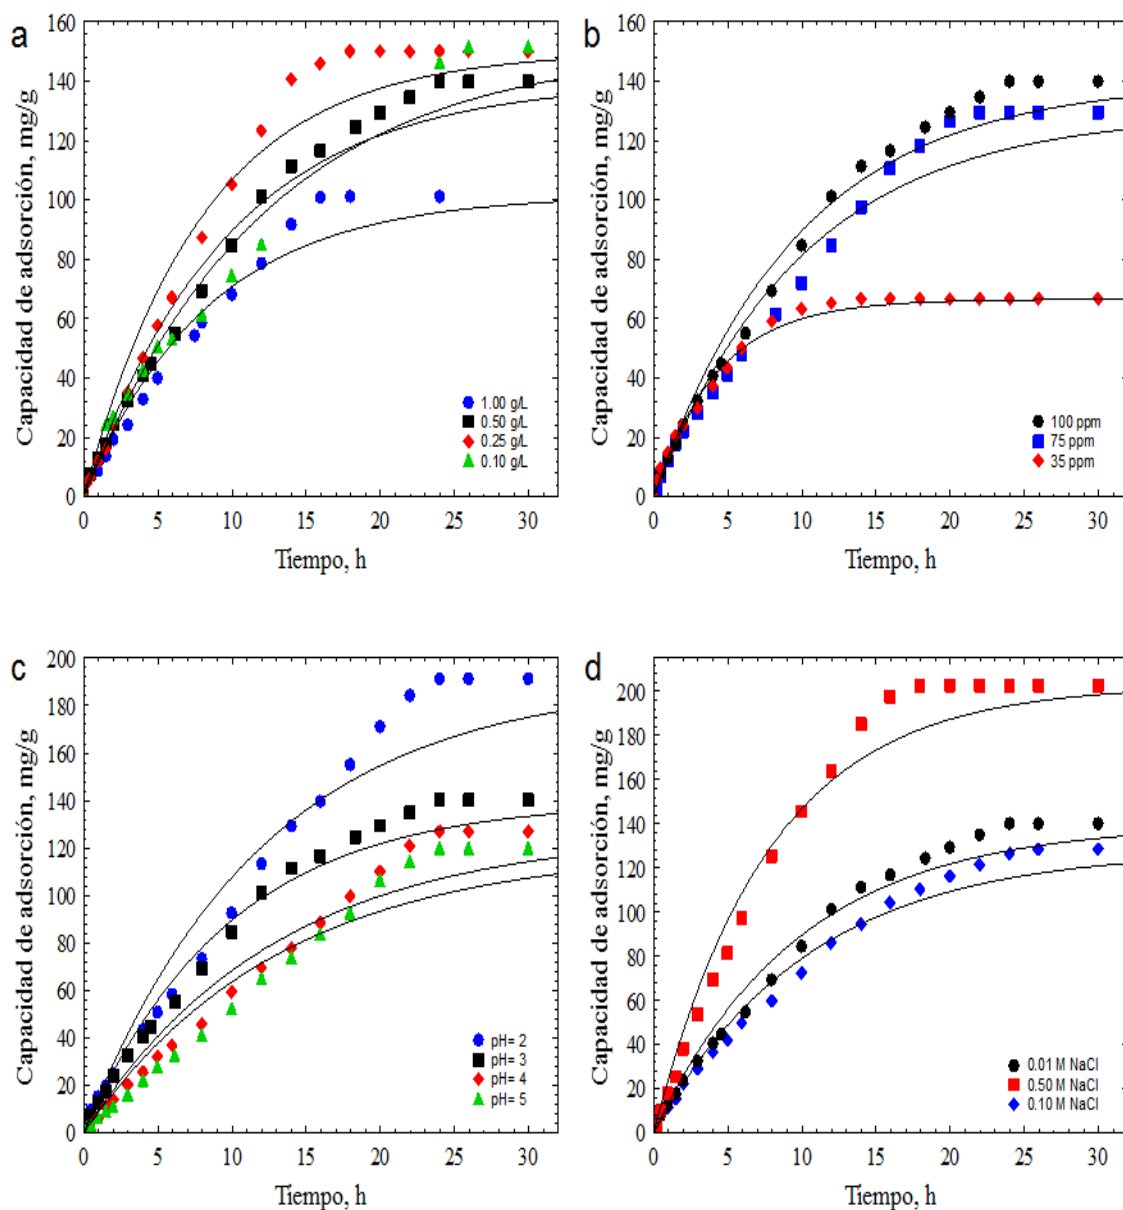 a
160
140
120
100
80
60
40
20
0
Capacidad de adsorción, mg/g
1.00 g/L
0.50 g/L
0.25 g/L
0.10 g/L
0 5 10 15 20 25 30
Tiempo, h
b
160
140
120
100
80
60
40
20
0
Capacidad de adsorción, mg/g
100 ppm
75 ppm
35 ppm
0 5 10 15 20 25 30
Tiempo, h
c
200
180
160
140
120
100
80
60
40
20
0
Capacidad de adsorción, mg/g
pH= 2
pH= 3
pH= 4
pH= 5
0 5 10 15 20 25 30
Tiempo, h
d
200
180
160
140
120
100
80
60
40
20
0
Capacidad de adsorción, mg/g
0.01 M NaCl
0.50 M NaCl
0.10 M NaCl
0 5 10 15 20 25 30
Tiempo, h